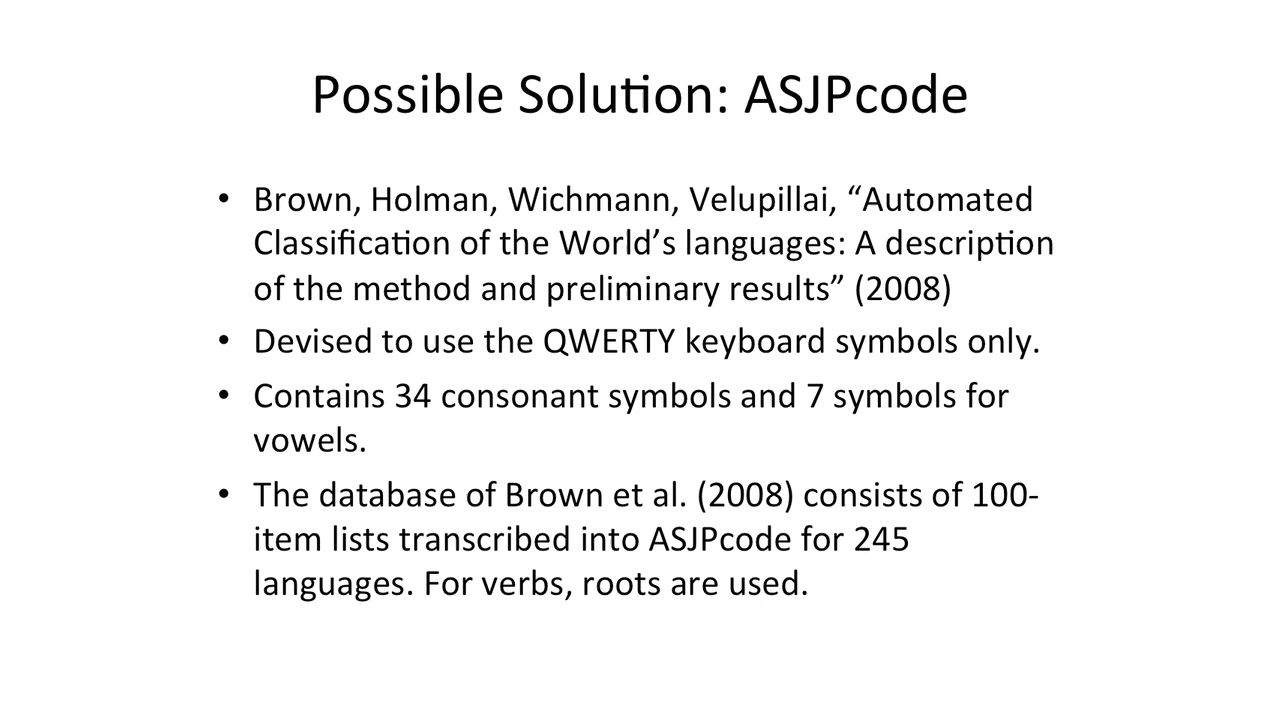 Possible Solution: ASJPcode
• Brown, Holman, Wichmann, Velupillai, “Automated
Classification of the World’s languages: A description
of the method and preliminary results” (2008)
• Devised to use the QWERTY keyboard symbols only.
• Contains 34 consonant symbols and 7 symbols for
vowels.
• The database of Brown et al. (2008) consists of 100-
item lists transcribed into ASJPcode for 245
languages. For verbs, roots are used.